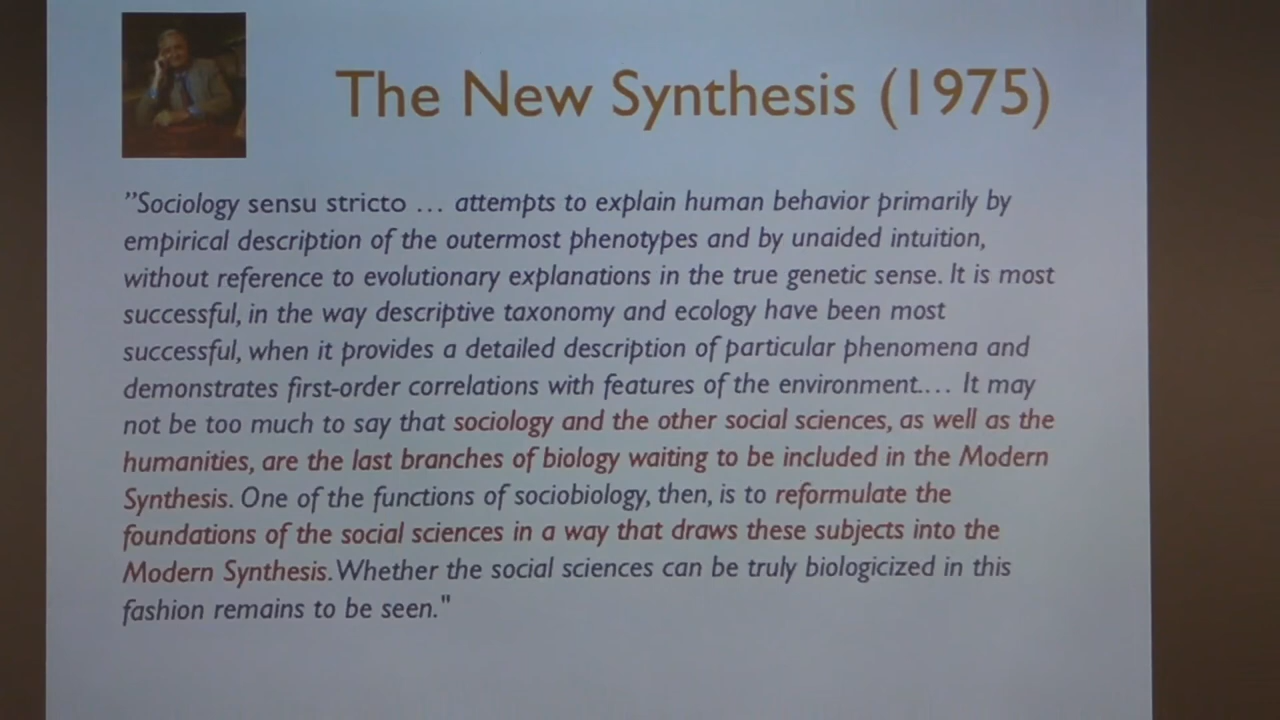 The New Synthesis (1975)
”Sociology sensu stricto … attempts to explain human behavior primarily by
empirical description of the outermost phenotypes and by unaided intuition,
without reference to evolutionary explanations in the true genetic sense. It is most
successful, in the way descriptive taxonomy and ecology have been most
successful, when it provides a detailed description of particular phenomena and
demonstrates first-order correlations with features of the environment.… It may
not be too much to say that sociology and the other social sciences, as well as the
humanities, are the last branches of biology waiting to be included in the Modern
Synthesis. One of the functions of sociobiology, then, is to reformulate the
foundations of the social sciences in a way that draws these subjects into the
Modern Synthesis. Whether the social sciences can be truly biologicized in this
fashion remains to be seen."